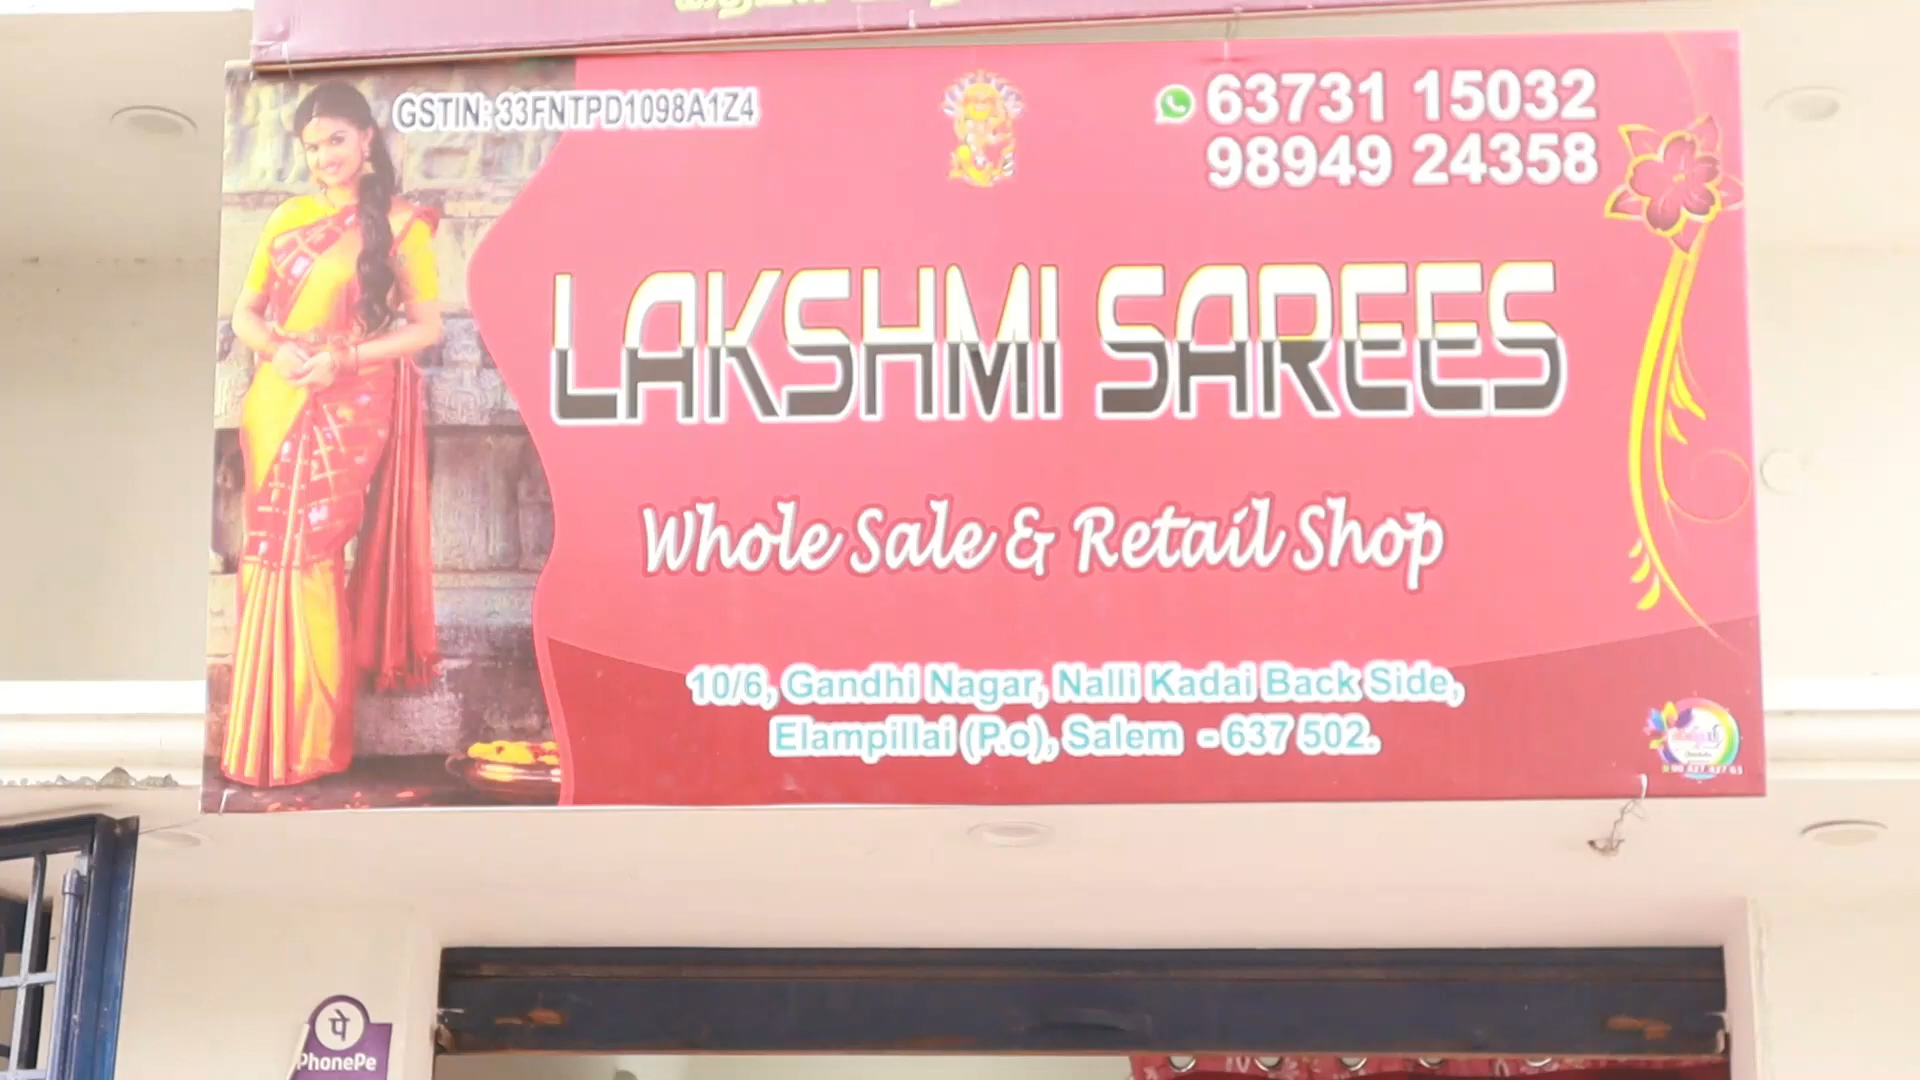 GSTIN: 33FNTPD1098A1Z4
63731 15032
98949 24358
LAKSHMI SAREES
Whole Sale & Retail Shop
10/6, Gandhi Nagar, Nalli Kadai Back Side,
Elampillai (P.o), Salem - 637 502.
पे
PhonePe